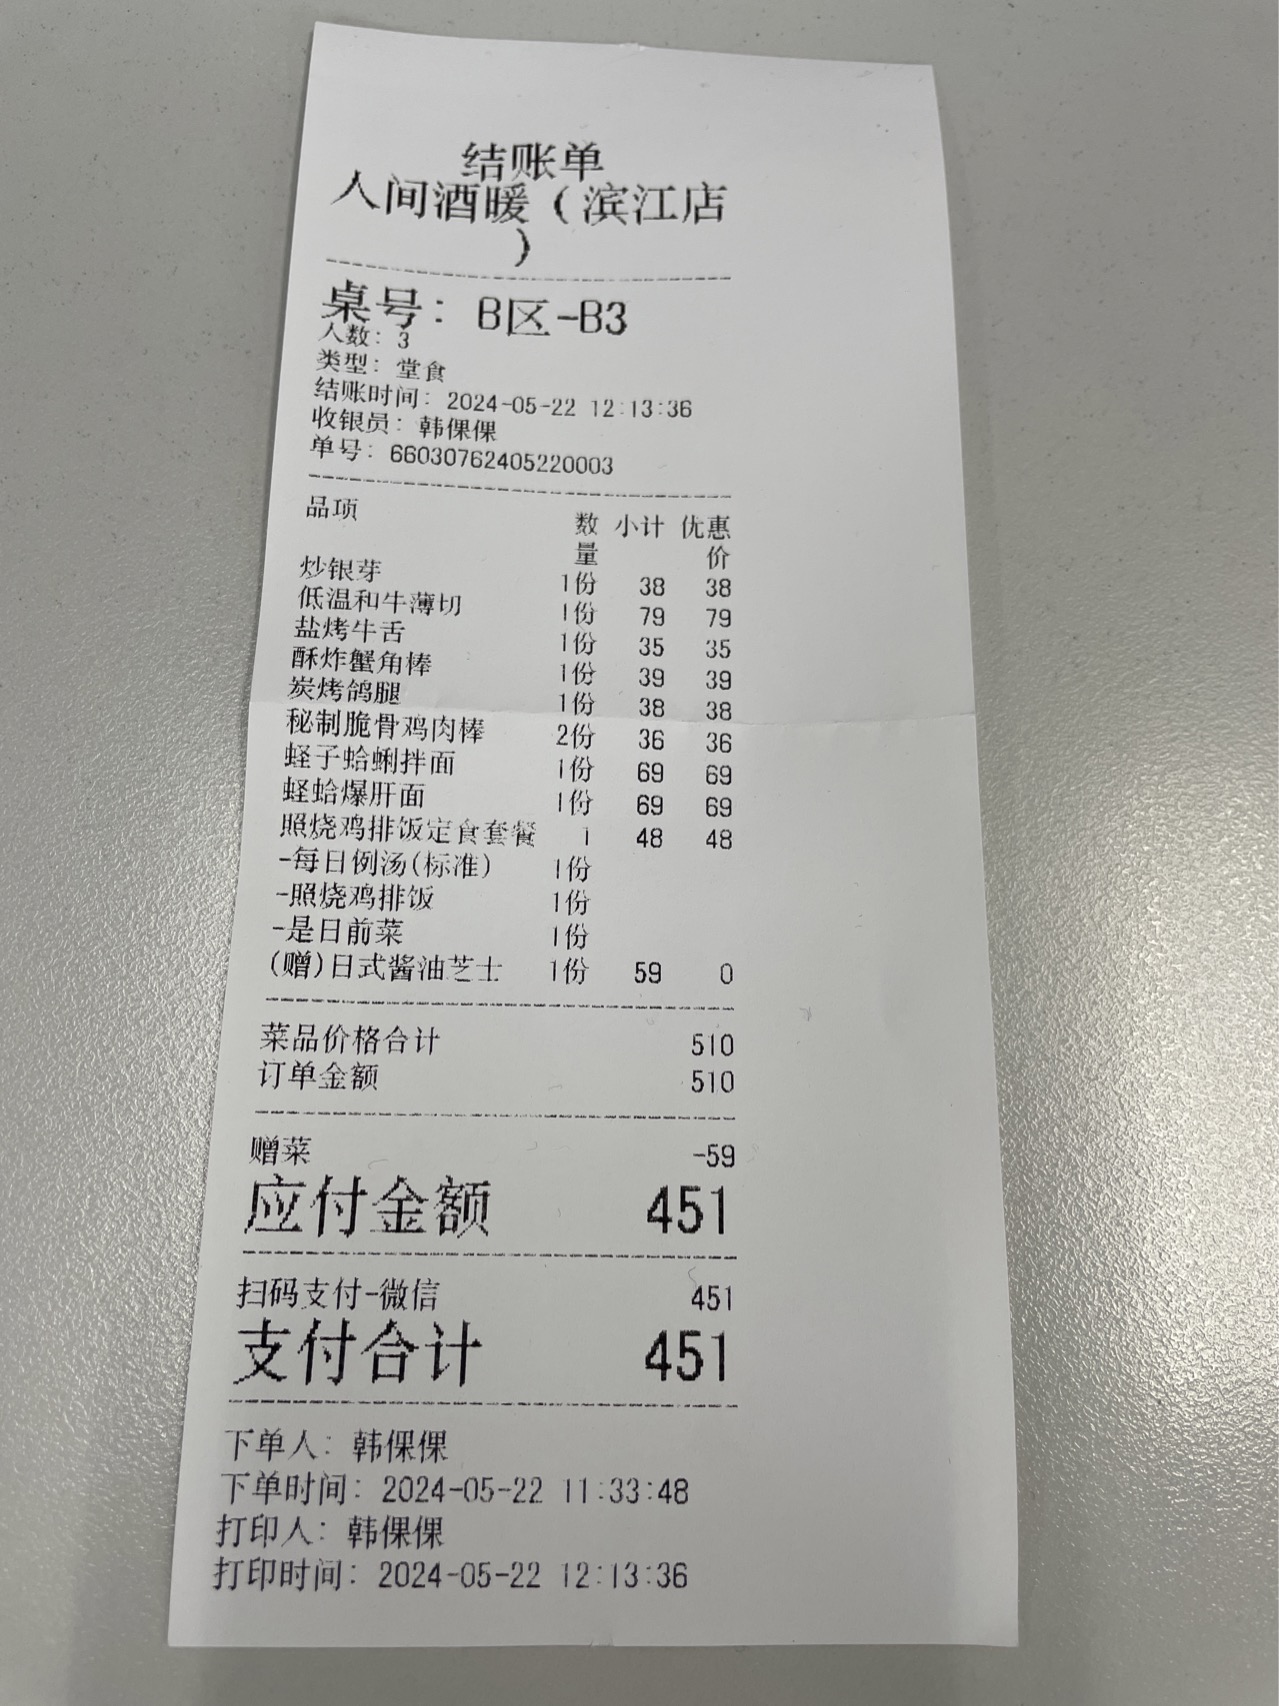 结账单
人间酒暖（滨江店
）
桌号：B区-B3
人数：3
类型：堂食
结账时间：2024-05-22 12:13:36
收银员：韩倮倮
单号：66030762405220003
品项 数量 小计 优惠价
炒银芽 1份 38 38
低温和牛薄切 1份 79 79
盐烤牛舌 1份 35 35
酥炸蟹角棒 1份 39 39
炭烤鸽腿 1份 38 38
秘制脆骨鸡肉棒 2份 36 36
蛏子蛤蜊拌面 1份 69 69
蛏蛤爆肝面 1份 69 69
照烧鸡排饭定食套餐 1 48 48
-每日例汤(标准) 1份
-照烧鸡排饭 1份
-是日前菜 1份
(赠)日式酱油芝士 1份 59 0
菜品价格合计 510
订单金额 510
赠菜 -59
应付金额 451
扫码支付-微信 451
支付合计 451
下单人：韩倮倮
下单时间：2024-05-22 11:33:48
打印人：韩倮倮
打印时间：2024-05-22 12:13:36